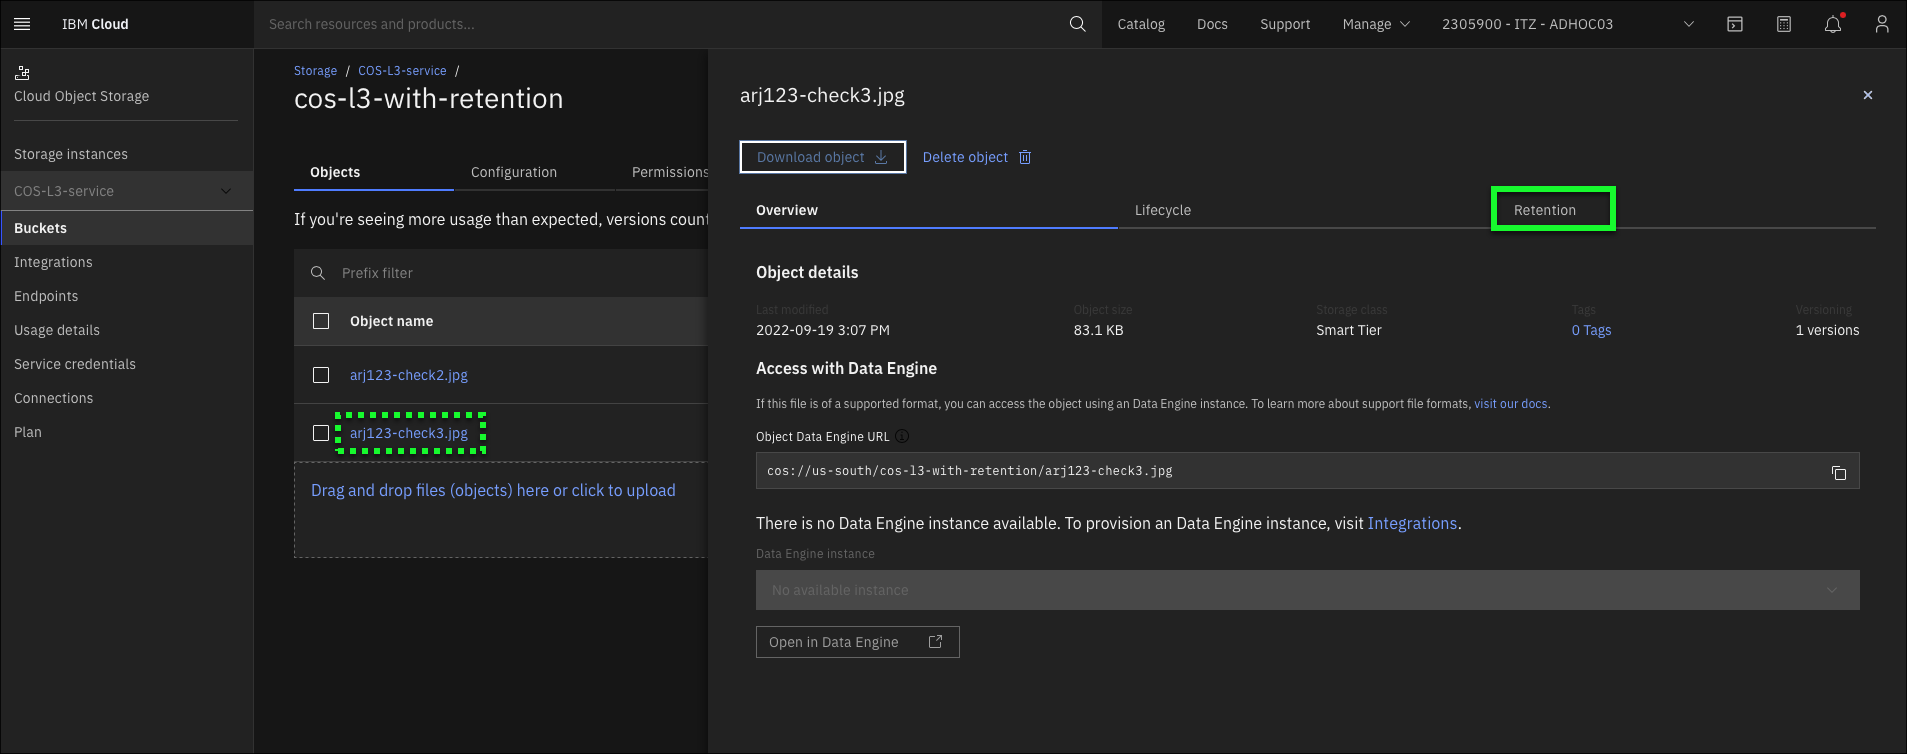 IBM Cloud
Search resources and products...
Catalog
Docs
Support
Manage
2305900 - ITZ - ADHOC03
Cloud Object Storage
Storage instances
COS-L3-service
Buckets
Integrations
Endpoints
Usage details
Service credentials
Connections
Plan
Storage / COS-L3-service /
cos-l3-with-retention
Objects
Configuration
Permissions
If you're seeing more usage than expected, versions count
Prefix filter
Object name
arj123-check2.jpg
arj123-check3.jpg
Drag and drop files (objects) here or click to upload
arj123-check3.jpg
Download object
Delete object
Overview
Lifecycle
Retention
Object details
Last modified
2022-09-19 3:07 PM
Object size
83.1 KB
Storage class
Smart Tier
Tags
0 Tags
Versioning
1 versions
Access with Data Engine
If this file is of a supported format, you can access the object using an Data Engine instance. To learn more about support file formats, visit our docs.
Object Data Engine URL
cos://us-south/cos-l3-with-retention/arj123-check3.jpg
There is no Data Engine instance available. To provision an Data Engine instance, visit Integrations.
Data Engine instance
No available instance
Open in Data Engine